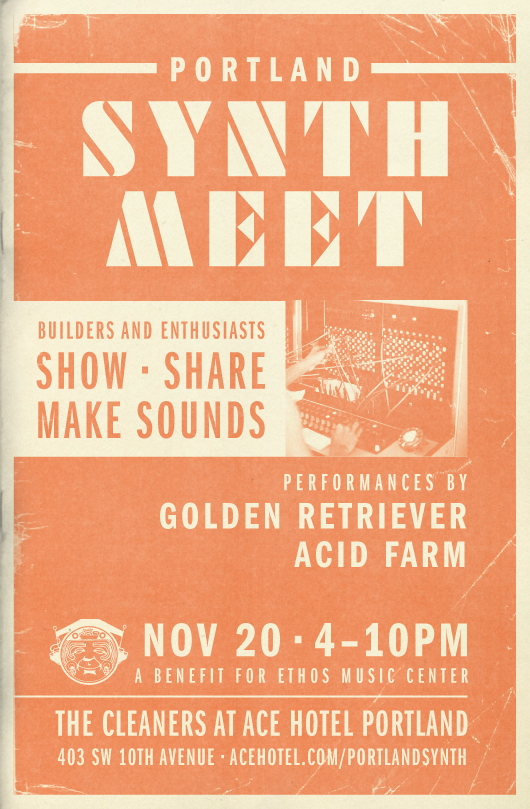 PORTLAND
SYNTH
MEET
BUILDERS AND ENTHUSIASTS
SHOW · SHARE
MAKE SOUNDS
PERFORMANCES BY
GOLDEN RETRIEVER
ACID FARM
NOV 20 · 4–10PM
A BENEFIT FOR ETHOS MUSIC CENTER
THE CLEANERS AT ACE HOTEL PORTLAND
403 SW 10TH AVENUE · ACEHOTEL.COM/PORTLANDSYNTH